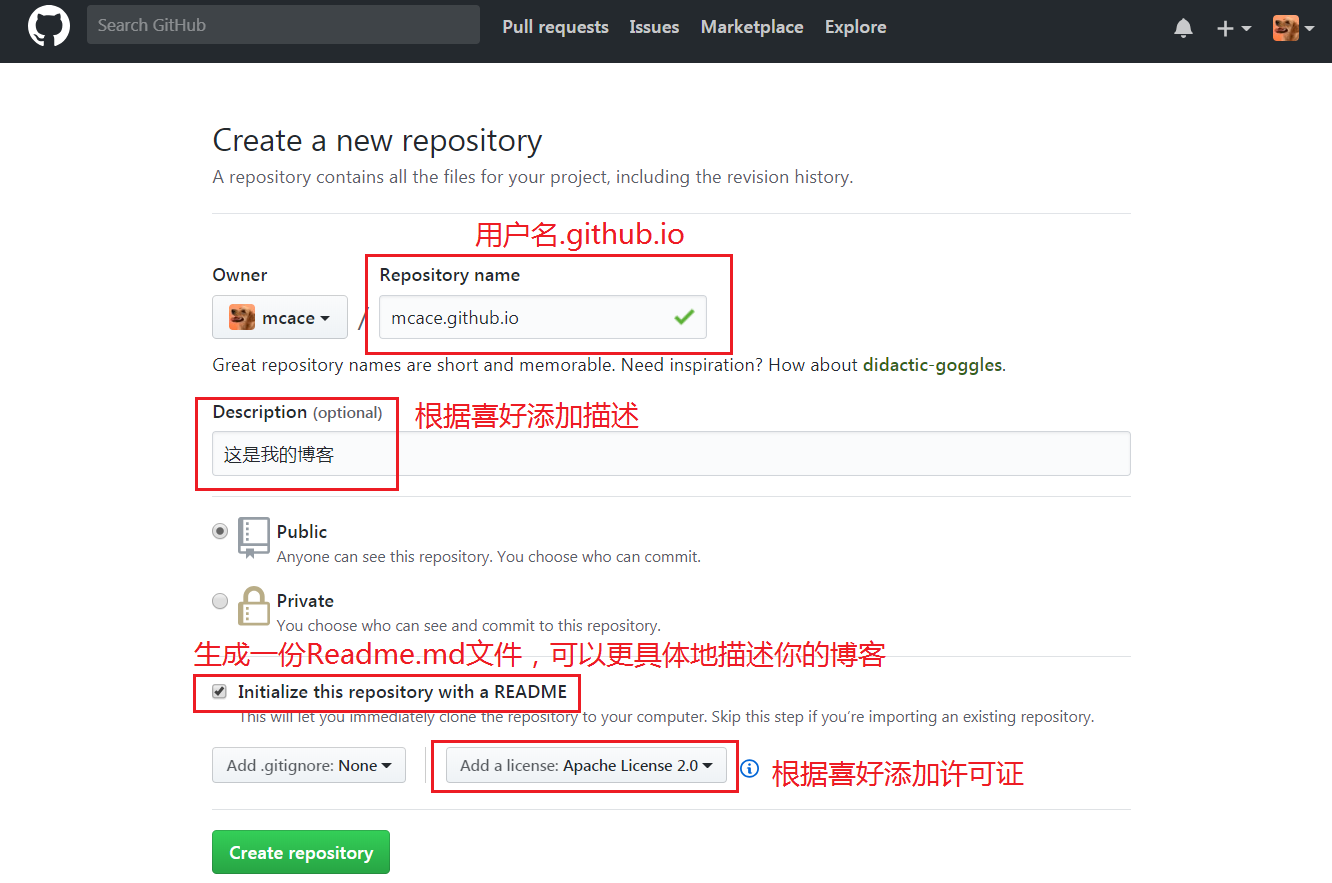 Search GitHub Pull requests Issues Marketplace Explore
Create a new repository
A repository contains all the files for your project, including the revision history.
用户名.github.io
Owner Repository name
mcace / mcace.github.io
Great repository names are short and memorable. Need inspiration? How about didactic-goggles.
Description (optional) 根据喜好添加描述
这是我的博客
Public
Anyone can see this repository. You choose who can commit.
Private
You choose who can see and commit to this repository.
生成一份Readme.md文件，可以更具体地描述你的博客
Initialize this repository with a README
This will let you immediately clone the repository to your computer. Skip this step if you’re importing an existing repository.
Add .gitignore: None Add a license: Apache License 2.0 根据喜好添加许可证
Create repository